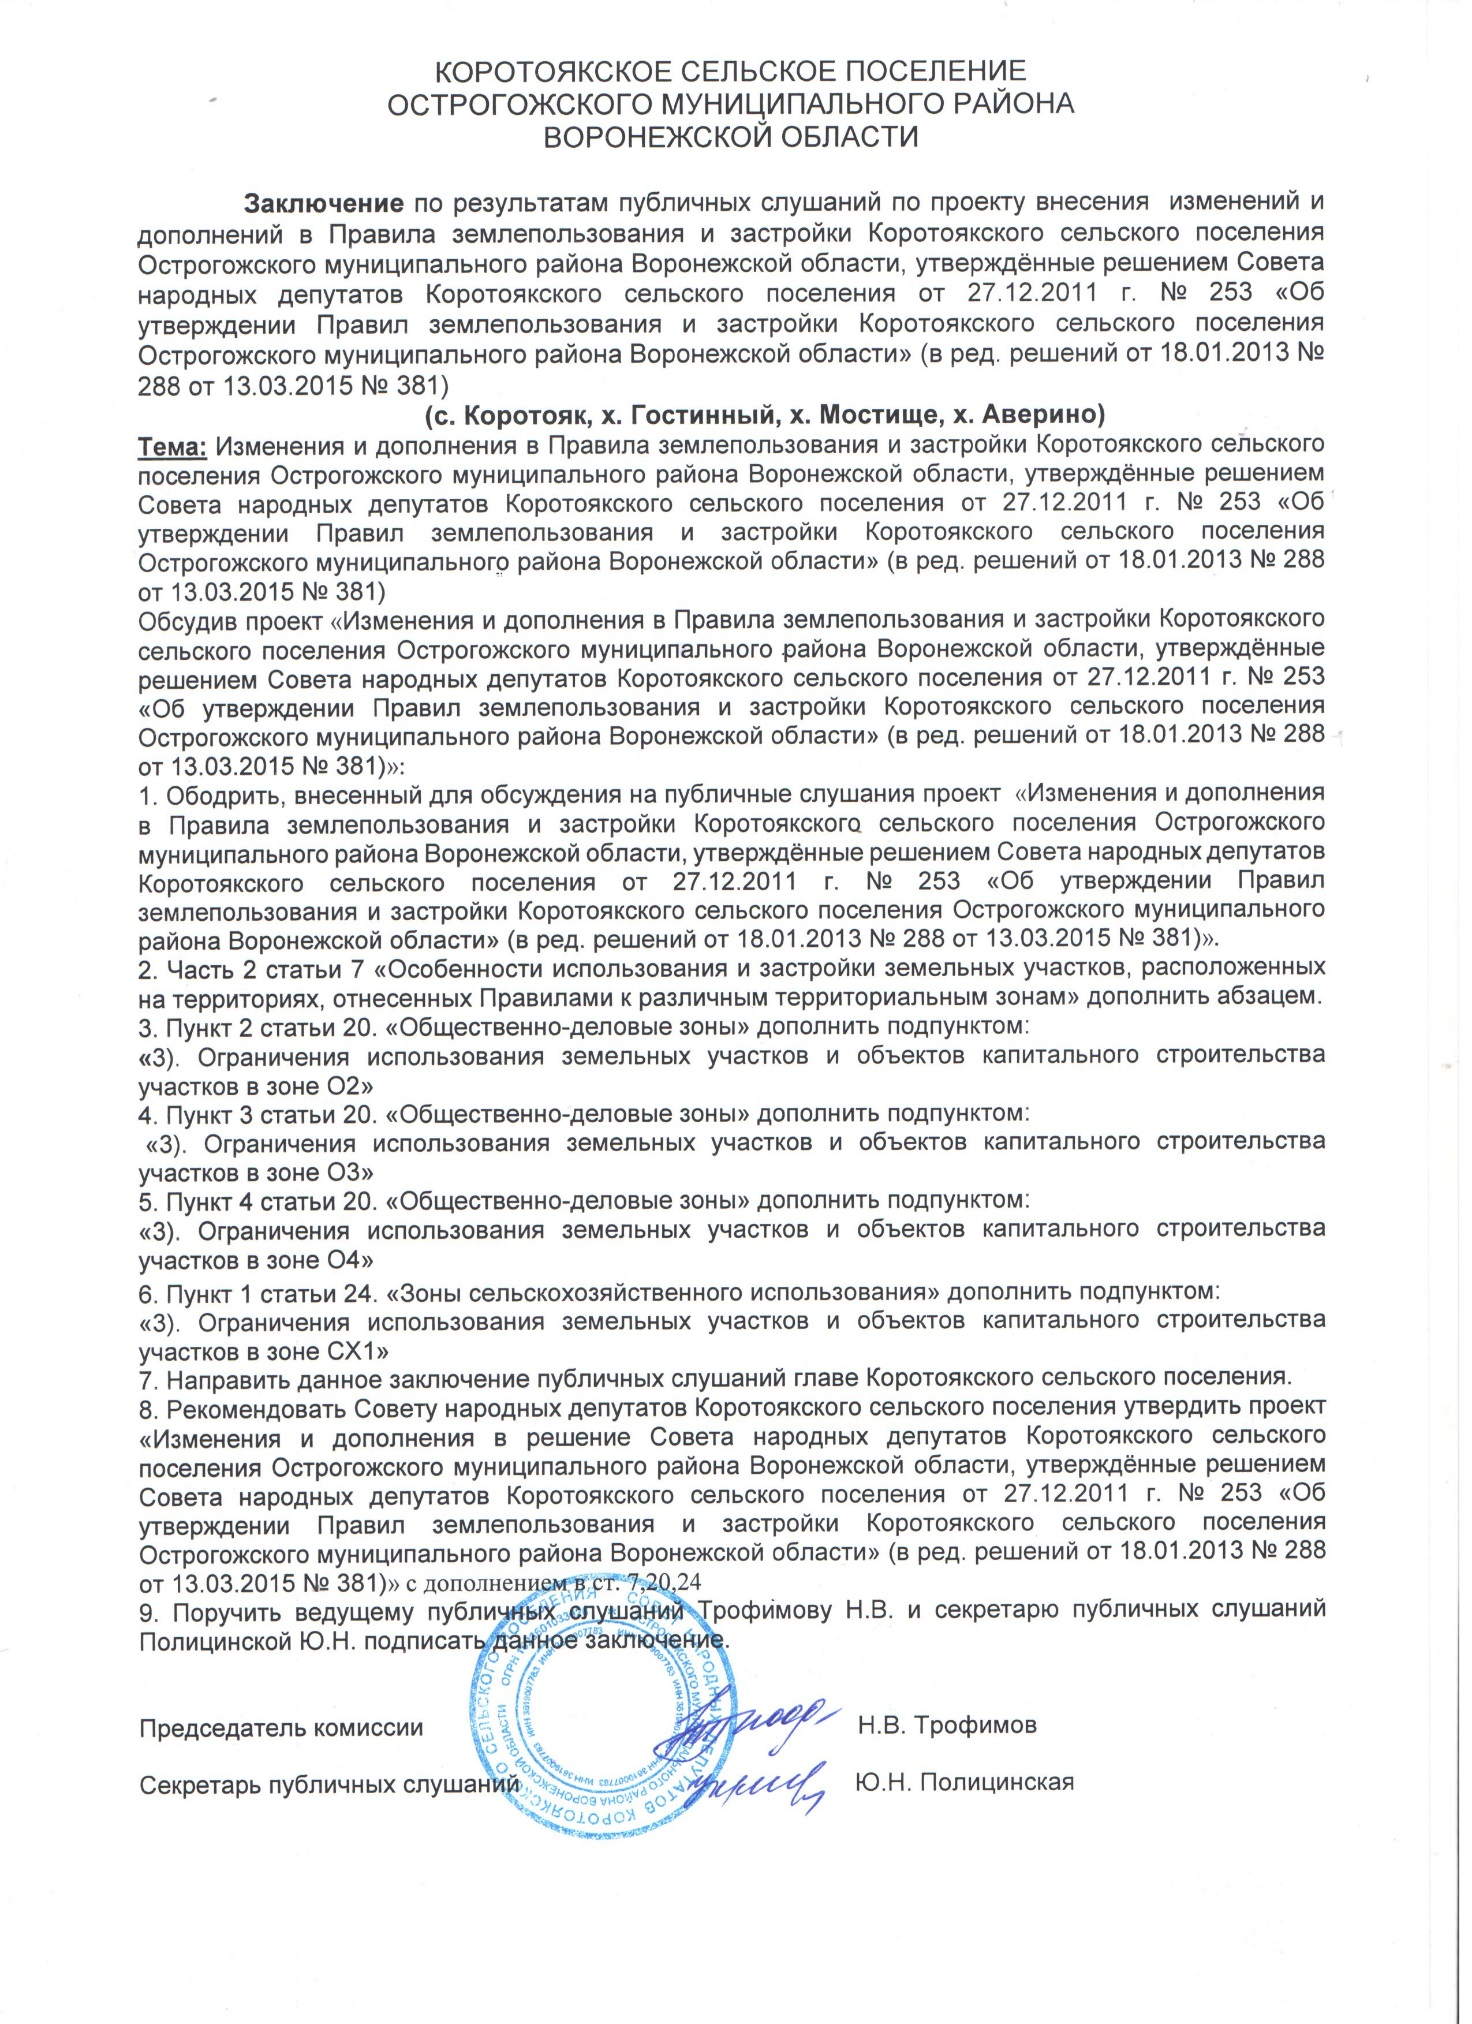 КОРОТОЯКСКОЕ СЕЛЬСКОЕ ПОСЕЛЕНИЕ
ОСТРОГОЖСКОГО МУНИЦИПАЛЬНОГО РАЙОНА
ВОРОНЕЖСКОЙ ОБЛАСТИ
Заключение по результатам публичных слушаний по проекту внесения изменений и
дополнений в Правила землепользования и застройки Коротоякского сельского поселения
Острогожского муниципального района Воронежской области, утверждённые решением Совета
народных депутатов Коротоякского сельского поселения от 27.12.2011 г. № 253 «Об
утверждении Правил землепользования и застройки Коротоякского сельского поселения
Острогожского муниципального района Воронежской области» (в ред. решений от 18.01.2013 №
288 от 13.03.2015 № 381)
(с. Коротояк, х. Гостинный, х. Мостище, х. Аверино)
Тема: Изменения и дополнения в Правила землепользования и застройки Коротоякского сельского
поселения Острогожского муниципального района Воронежской области, утверждённые решением
Совета народных депутатов Коротоякского сельского поселения от 27.12.2011 г. № 253 «Об
утверждении Правил землепользования и застройки Коротоякского сельского поселения
Острогожского муниципального района Воронежской области» (в ред. решений от 18.01.2013 № 288
от 13.03.2015 № 381)
Обсудив проект «Изменения и дополнения в Правила землепользования и застройки Коротоякского
сельского поселения Острогожского муниципального района Воронежской области, утверждённые
решением Совета народных депутатов Коротоякского сельского поселения от 27.12.2011 г. № 253
«Об утверждении Правил землепользования и застройки Коротоякского сельского поселения
Острогожского муниципального района Воронежской области» (в ред. решений от 18.01.2013 № 288
от 13.03.2015 № 381)»:
1. Ободрить, внесенный для обсуждения на публичные слушания проект «Изменения и дополнения
в Правила землепользования и застройки Коротоякского сельского поселения Острогожского
муниципального района Воронежской области, утверждённые решением Совета народных депутатов
Коротоякского сельского поселения от 27.12.2011 г. № 253 «Об утверждении Правил
землепользования и застройки Коротоякского сельского поселения Острогожского муниципального
района Воронежской области» (в ред. решений от 18.01.2013 № 288 от 13.03.2015 № 381)».
2. Часть 2 статьи 7 «Особенности использования и застройки земельных участков, расположенных
на территориях, отнесенных Правилами к различным территориальным зонам» дополнить абзацем.
3. Пункт 2 статьи 20. «Общественно-деловые зоны» дополнить подпунктом:
«3). Ограничения использования земельных участков и объектов капитального строительства
участков в зоне О2»
4. Пункт 3 статьи 20. «Общественно-деловые зоны» дополнить подпунктом:
«3). Ограничения использования земельных участков и объектов капитального строительства
участков в зоне О3»
5. Пункт 4 статьи 20. «Общественно-деловые зоны» дополнить подпунктом:
«3). Ограничения использования земельных участков и объектов капитального строительства
участков в зоне О4»
6. Пункт 1 статьи 24. «Зоны сельскохозяйственного использования» дополнить подпунктом:
«3). Ограничения использования земельных участков и объектов капитального строительства
участков в зоне СХ1»
7. Направить данное заключение публичных слушаний главе Коротоякского сельского поселения.
8. Рекомендовать Совету народных депутатов Коротоякского сельского поселения утвердить проект
«Изменения и дополнения в решение Совета народных депутатов Коротоякского сельского
поселения Острогожского муниципального района Воронежской области, утверждённые решением
Совета народных депутатов Коротоякского сельского поселения от 27.12.2011 г. № 253 «Об
утверждении Правил землепользования и застройки Коротоякского сельского поселения
Острогожского муниципального района Воронежской области» (в ред. решений от 18.01.2013 № 288
от 13.03.2015 № 381)» с дополнением в ст. 7,20,24
9. Поручить ведущему публичных слушаний Трофимову Н.В. и секретарю публичных слушаний
Полицинской Ю.Н. подписать данное заключение.
Председатель комиссии Н.В. Трофимов
Секретарь публичных слушаний Ю.Н. Полицинская
СОВЕТ НАРОДНЫХ ДЕПУТАТОВ КОРОТОЯКСКОГО СЕЛЬСКОГО ПОСЕЛЕНИЯ
ОСТРОГОЖСКОГО МУНИЦИПАЛЬНОГО РАЙОНА ВОРОНЕЖСКОЙ ОБЛАСТИ